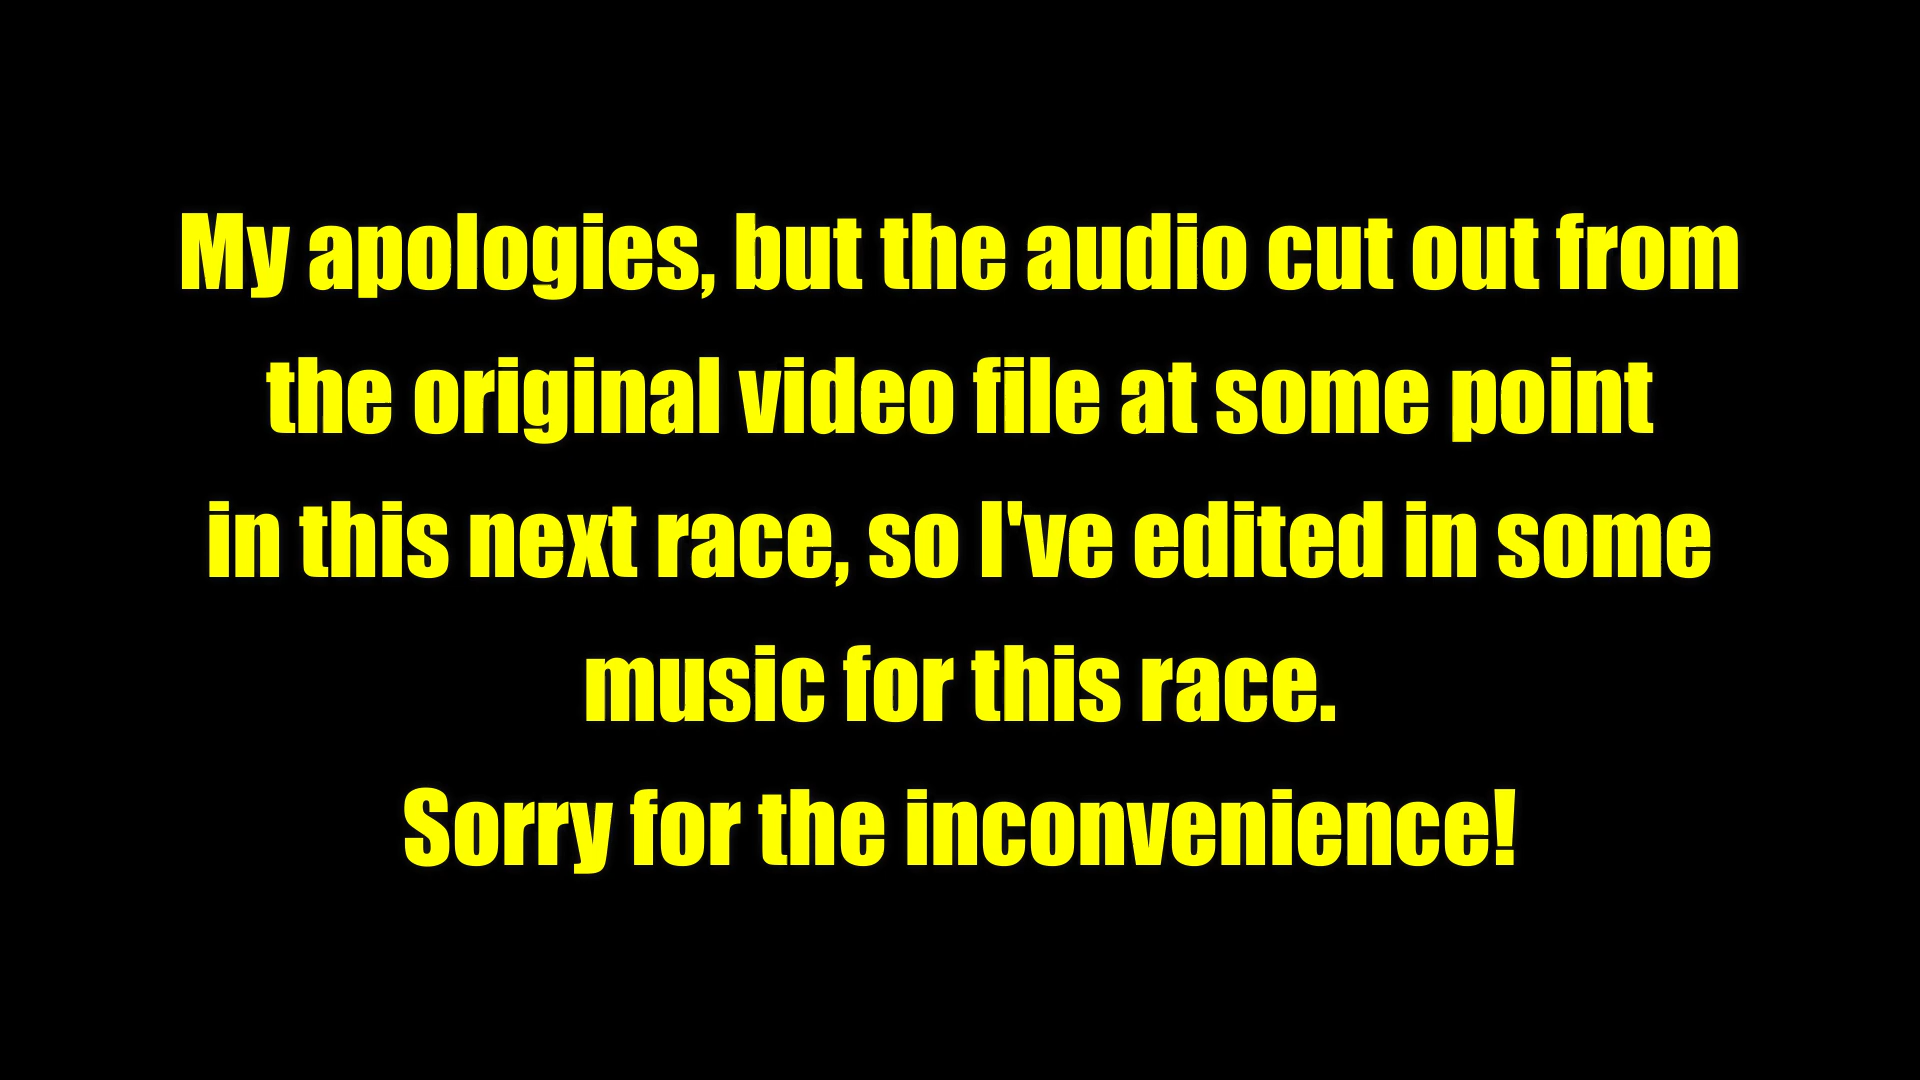 My apologies, but the audio cut out from
the original video file at some point
in this next race, so I've edited in some
music for this race.
Sorry for the inconvenience!